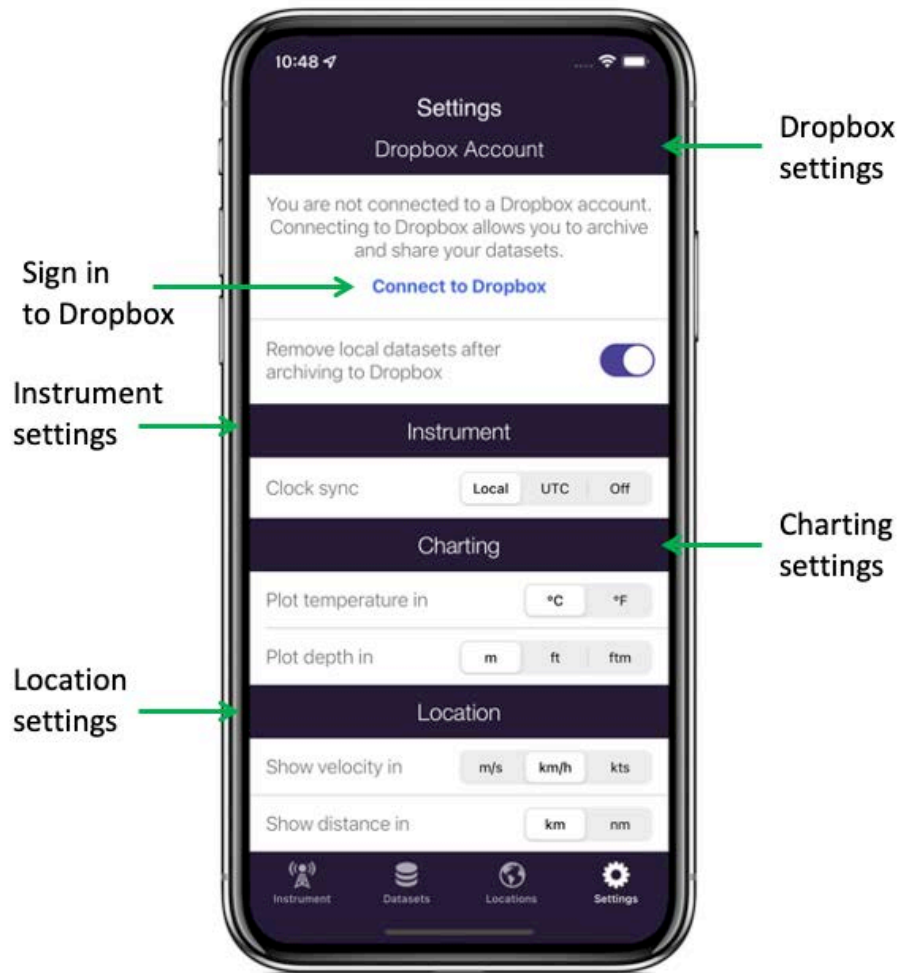 10:48
Settings
Dropbox Account
Dropbox
settings
You are not connected to a Dropbox account.
Connecting to Dropbox allows you to archive
and share your datasets.
Sign in
to Dropbox
Connect to Dropbox
Remove local datasets after
archiving to Dropbox
Instrument
settings
Instrument
Clock sync Local UTC Off
Charting
Charting
settings
Plot temperature in °C °F
Plot depth in m ft ftm
Location
settings
Location
Show velocity in m/s km/h kts
Show distance in km nm
Instrument Datasets Locations Settings